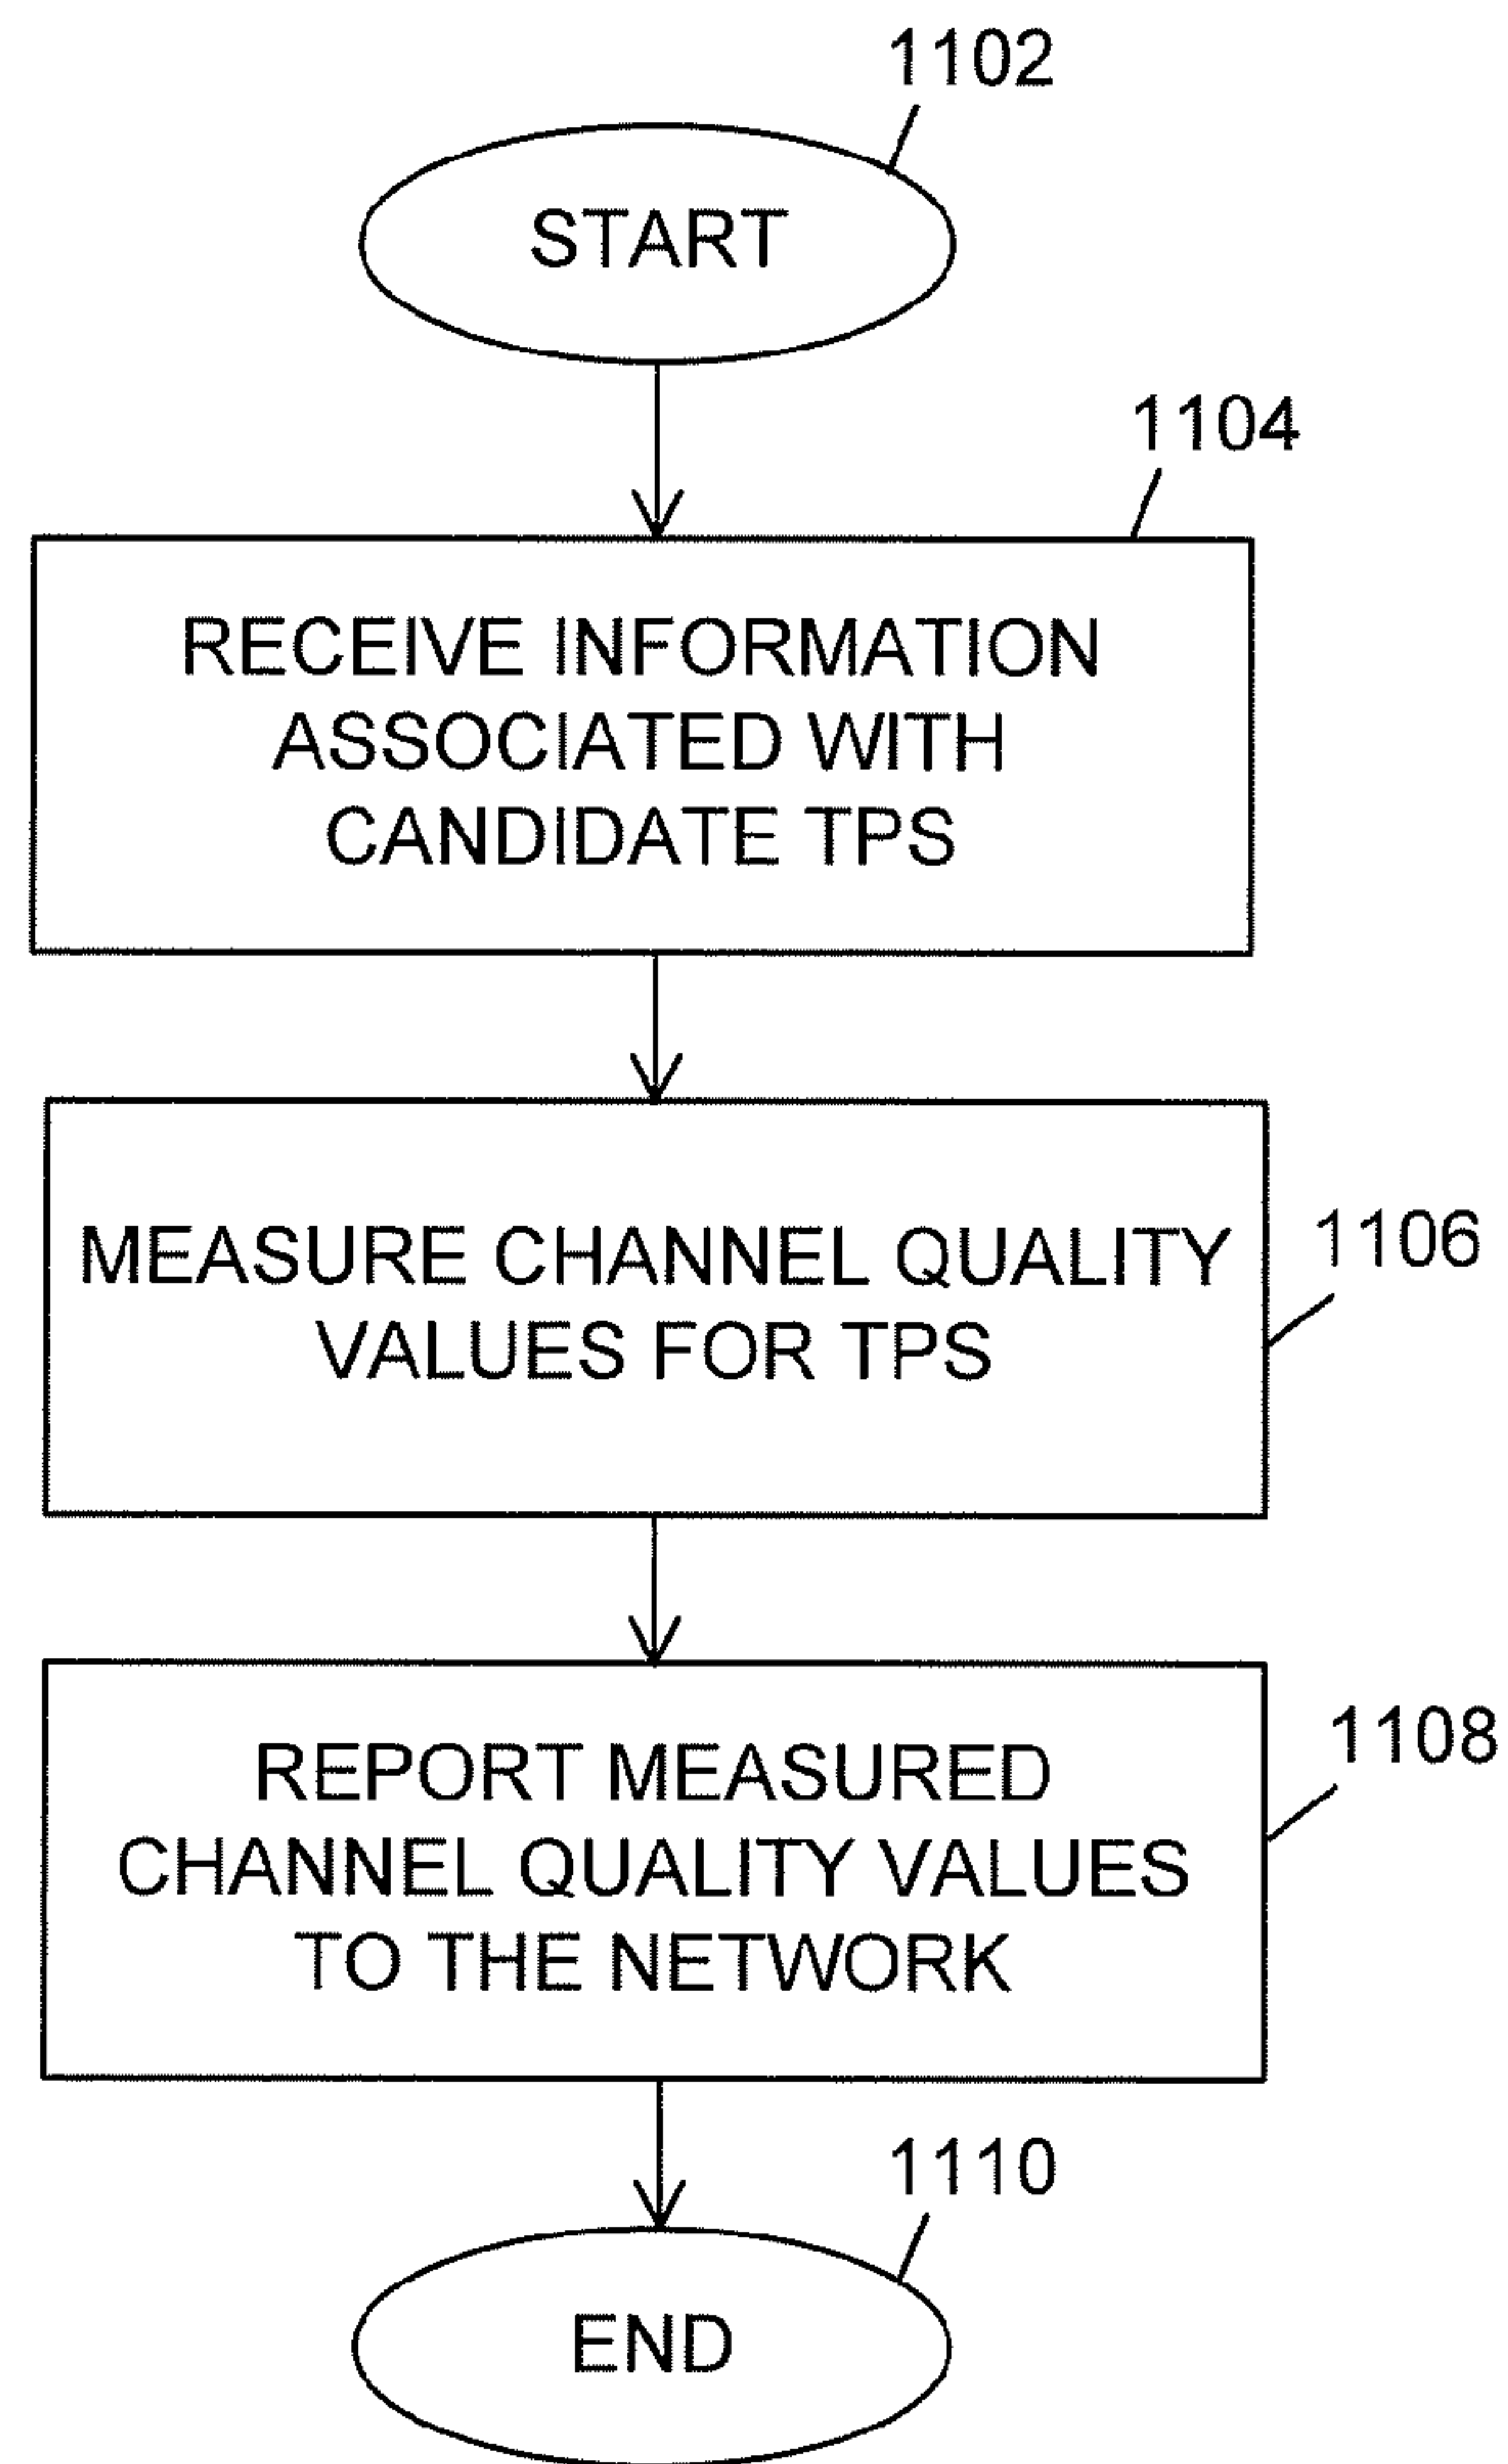 1102
START
1104
RECEIVE INFORMATION
ASSOCIATED WITH
CANDIDATE TPS
MEASURE CHANNEL QUALITY
VALUES FOR TPS
1106
REPORT MEASURED
CHANNEL QUALITY VALUES
TO THE NETWORK
1108
1110
END